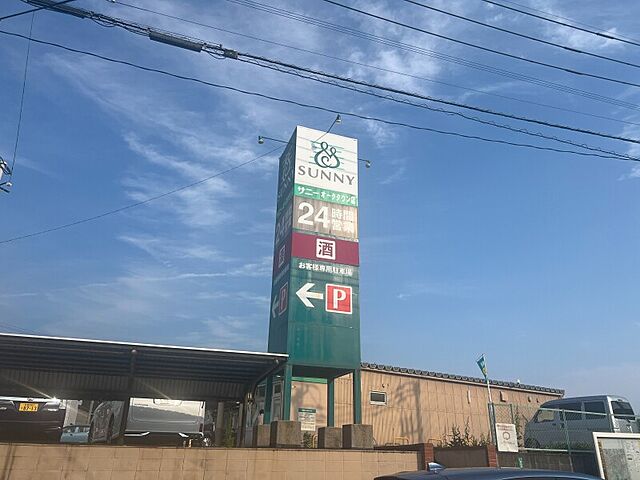 SUNNY
サニーオークタウン店
24時間
営業
酒
お客様専用駐車場
P